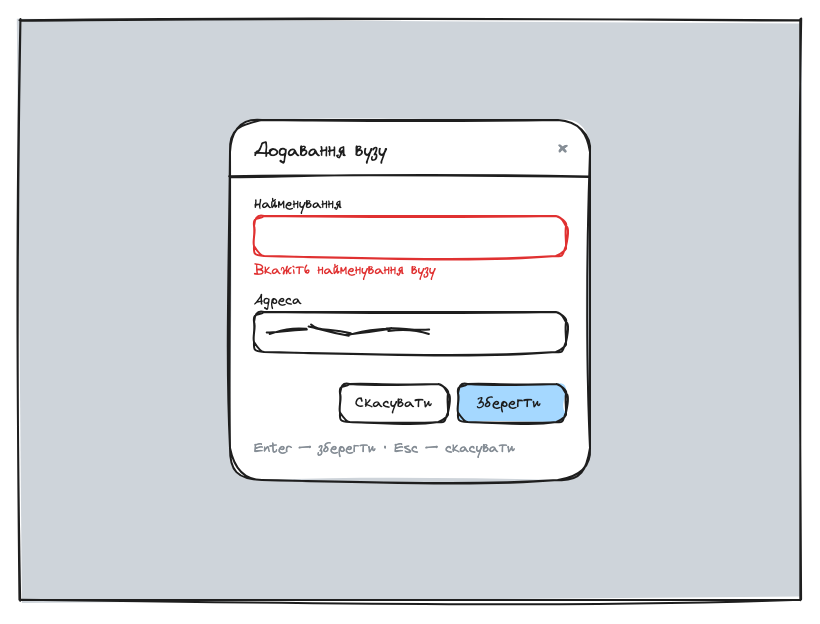 Додавання вузу
×
Найменування
Вкажіть найменування вузу
Адреса
Скасувати
Зберегти
Enter — зберегти · Esc — скасувати